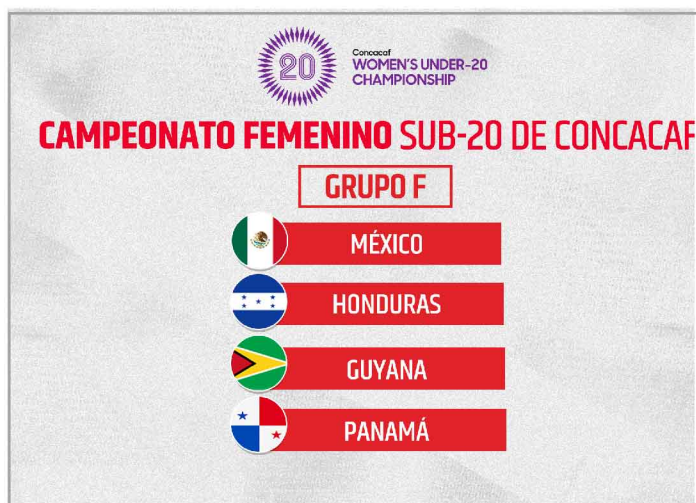 20
Concacaf
WOMEN'S UNDER-20
CHAMPIONSHIP
CAMPEONATO FEMENINO SUB-20 DE CONCACAF
GRUPO F
MÉXICO
HONDURAS
GUYANA
PANAMÁ